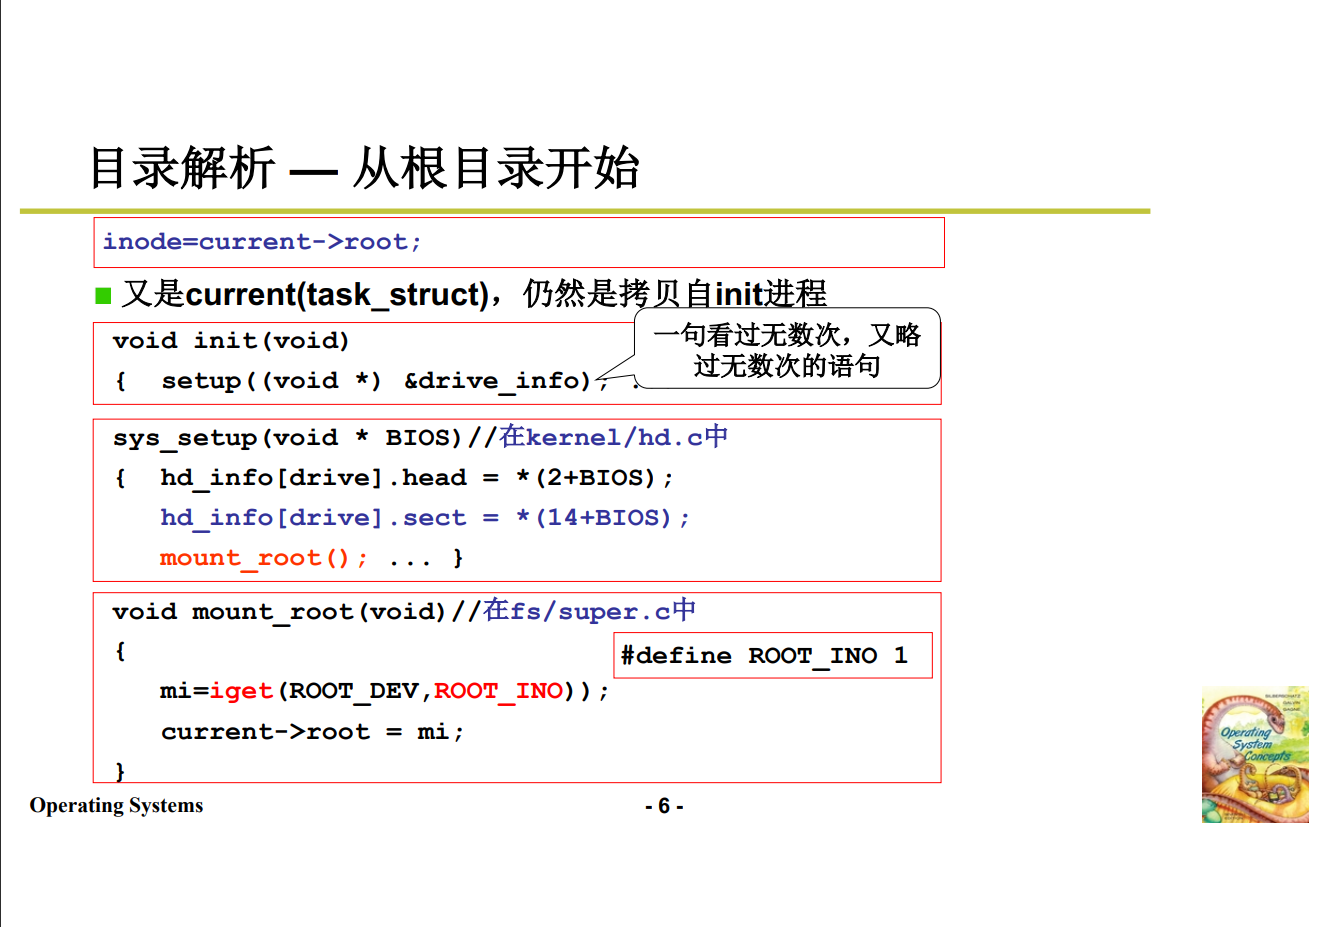 目录解析 — 从根目录开始
inode=current->root;
又是current(task_struct)，仍然是拷贝自init进程
void init(void)
{ setup((void *) &drive_info); .
一句看过无数次，又略
过无数次的语句
sys_setup(void * BIOS)//在kernel/hd.c中
{ hd_info[drive].head = *(2+BIOS);
hd_info[drive].sect = *(14+BIOS);
mount_root(); ... }
void mount_root(void)//在fs/super.c中
{
#define ROOT_INO 1
mi=iget(ROOT_DEV,ROOT_INO));
current->root = mi;
}
Operating
System
Concepts
Operating Systems
- 6 -